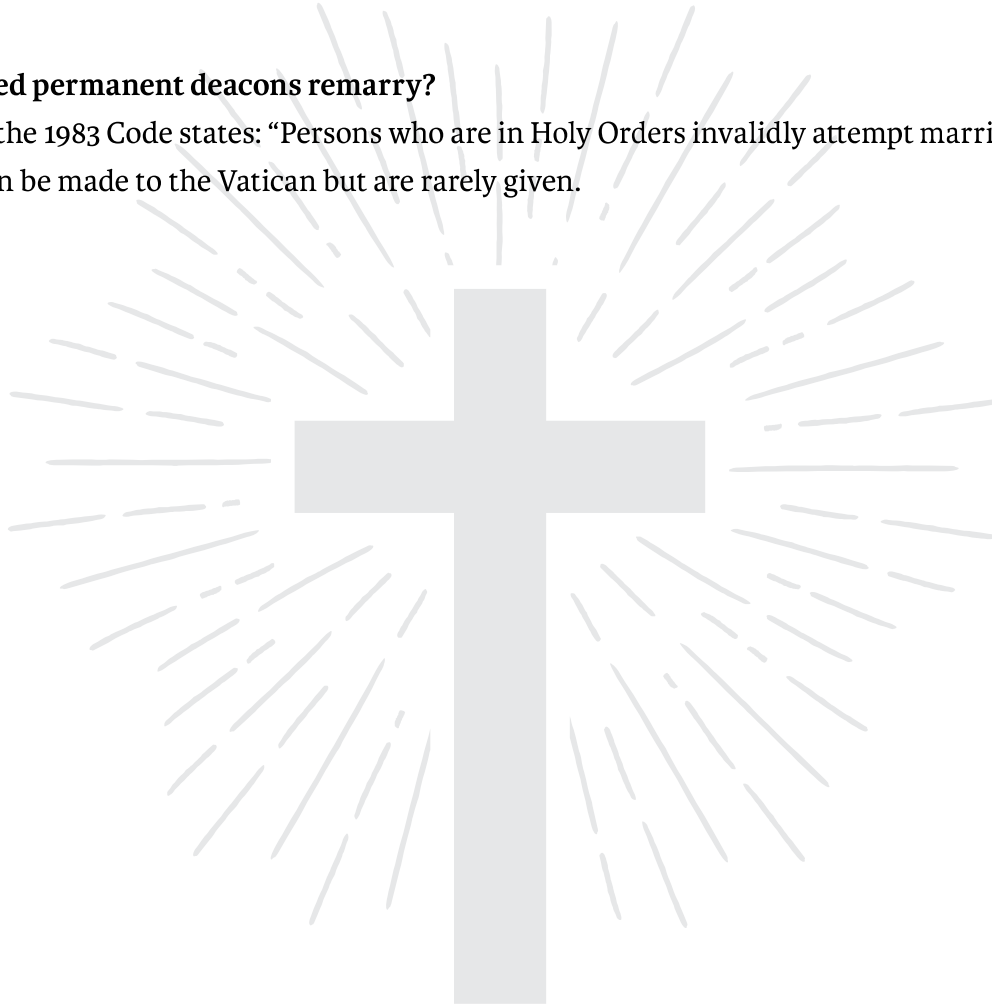 ed permanent deacons remarry?
the 1983 Code states: “Persons who are in Holy Orders invalidly attempt marri
n be made to the Vatican but are rarely given.